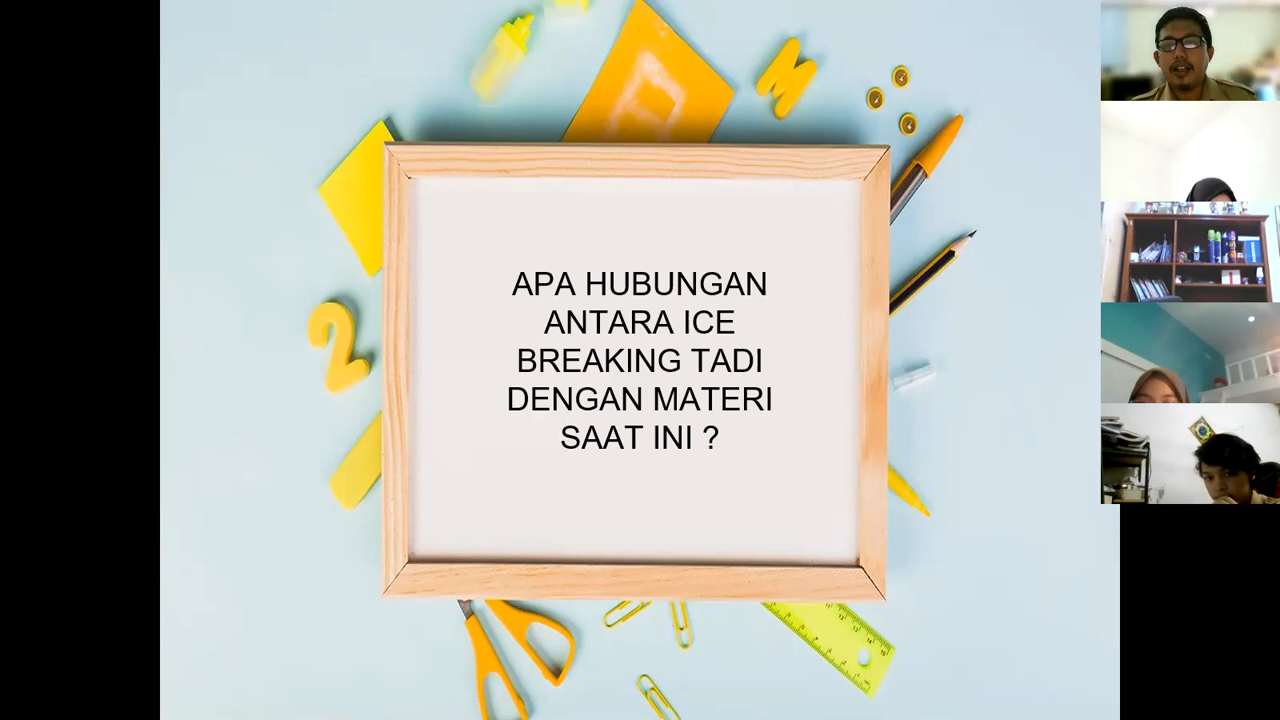 APA HUBUNGAN
ANTARA ICE
BREAKING TADI
DENGAN MATERI
SAAT INI ?